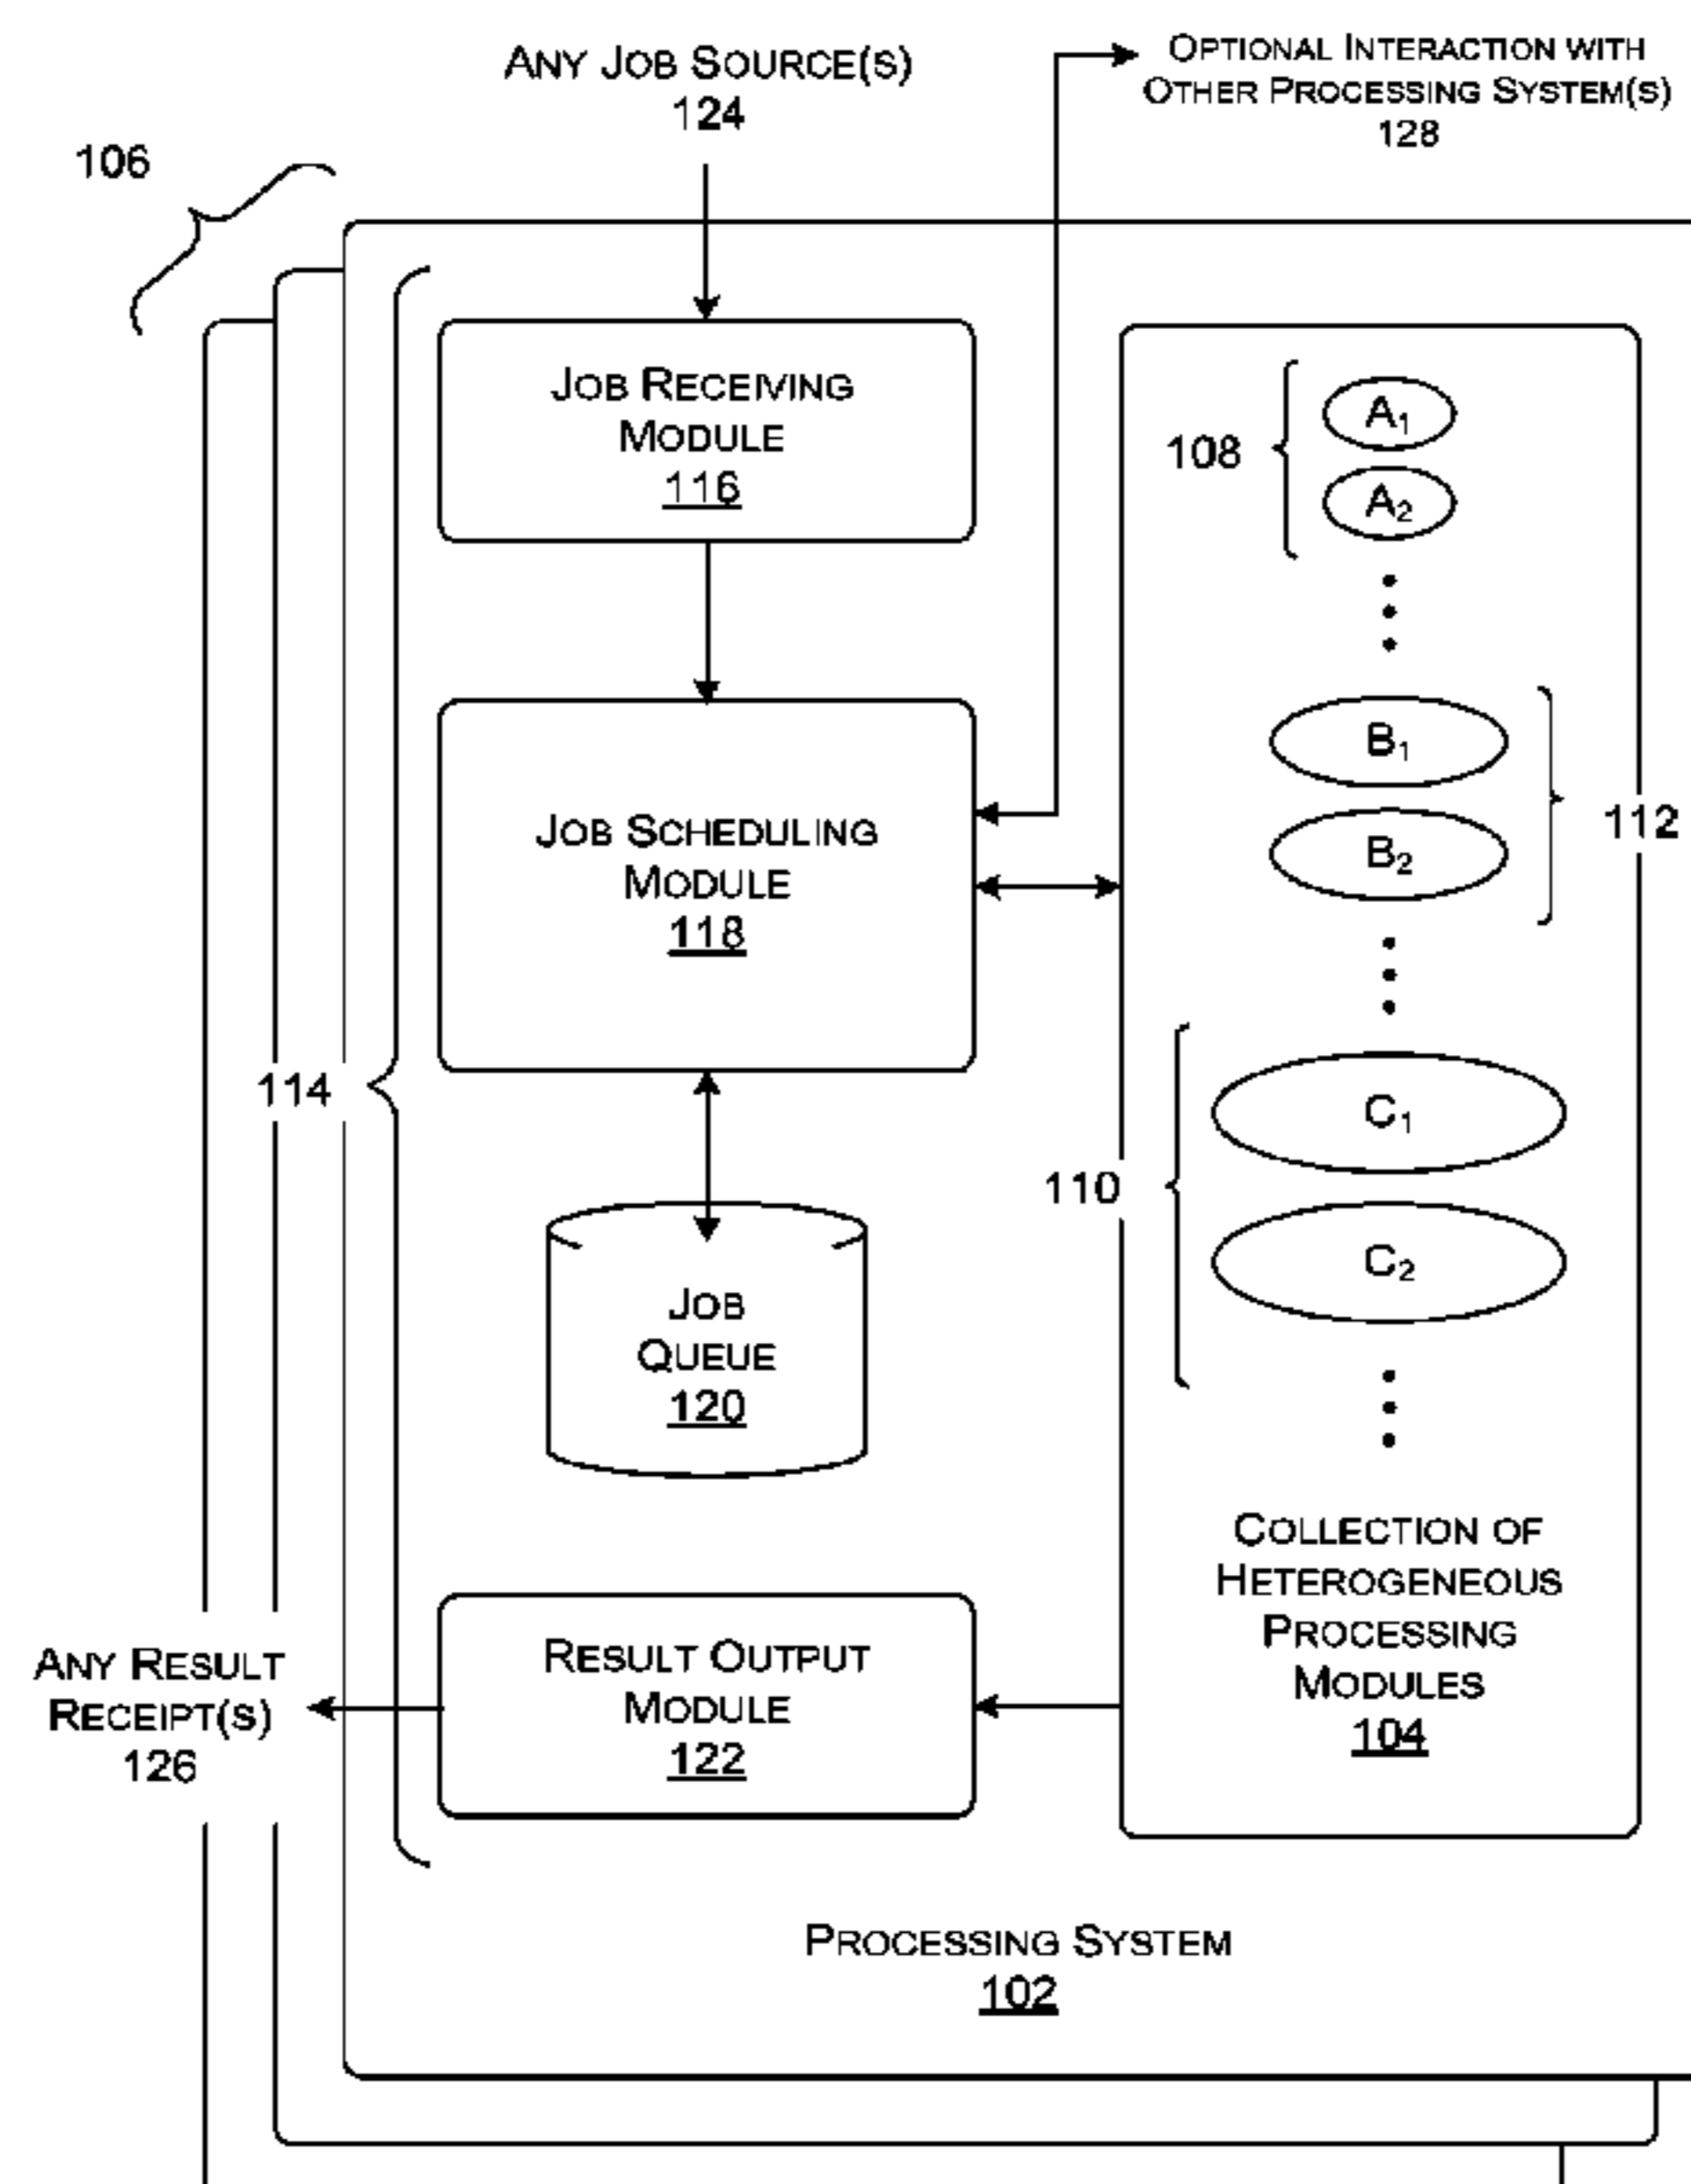 ANY JOB SOURCE(S)
124
OPTIONAL INTERACTION WITH
OTHER PROCESSING SYSTEM(S)
128
106
JOB RECEIVING
MODULE
116
108
A1
A2
B1
B2
112
JOB SCHEDULING
MODULE
118
114
C1
C2
110
JOB
QUEUE
120
COLLECTION OF
HETEROGENEOUS
PROCESSING
MODULES
104
RESULT OUTPUT
MODULE
122
ANY RESULT
RECEIPT(S)
126
PROCESSING SYSTEM
102